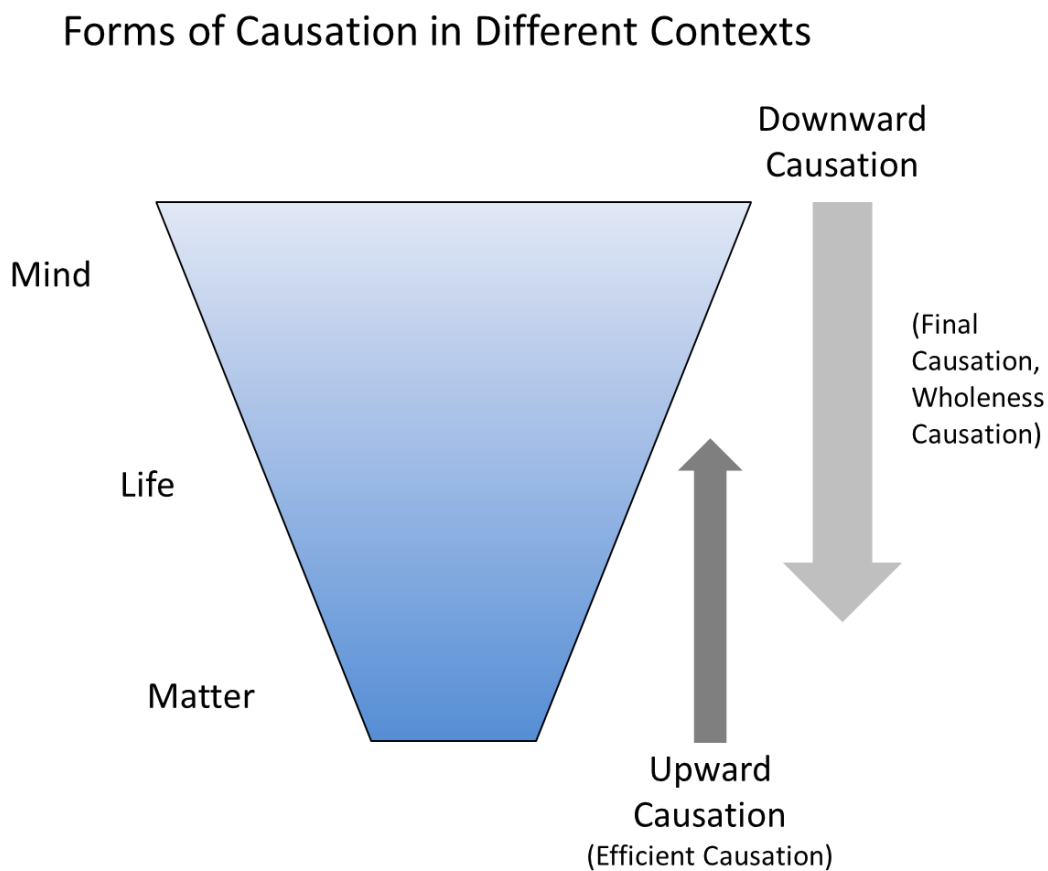 Forms of Causation in Different Contexts
Downward
Causation
Mind
(Final
Causation,
Wholeness
Causation)
Life
Matter
Upward
Causation
(Efficient Causation)